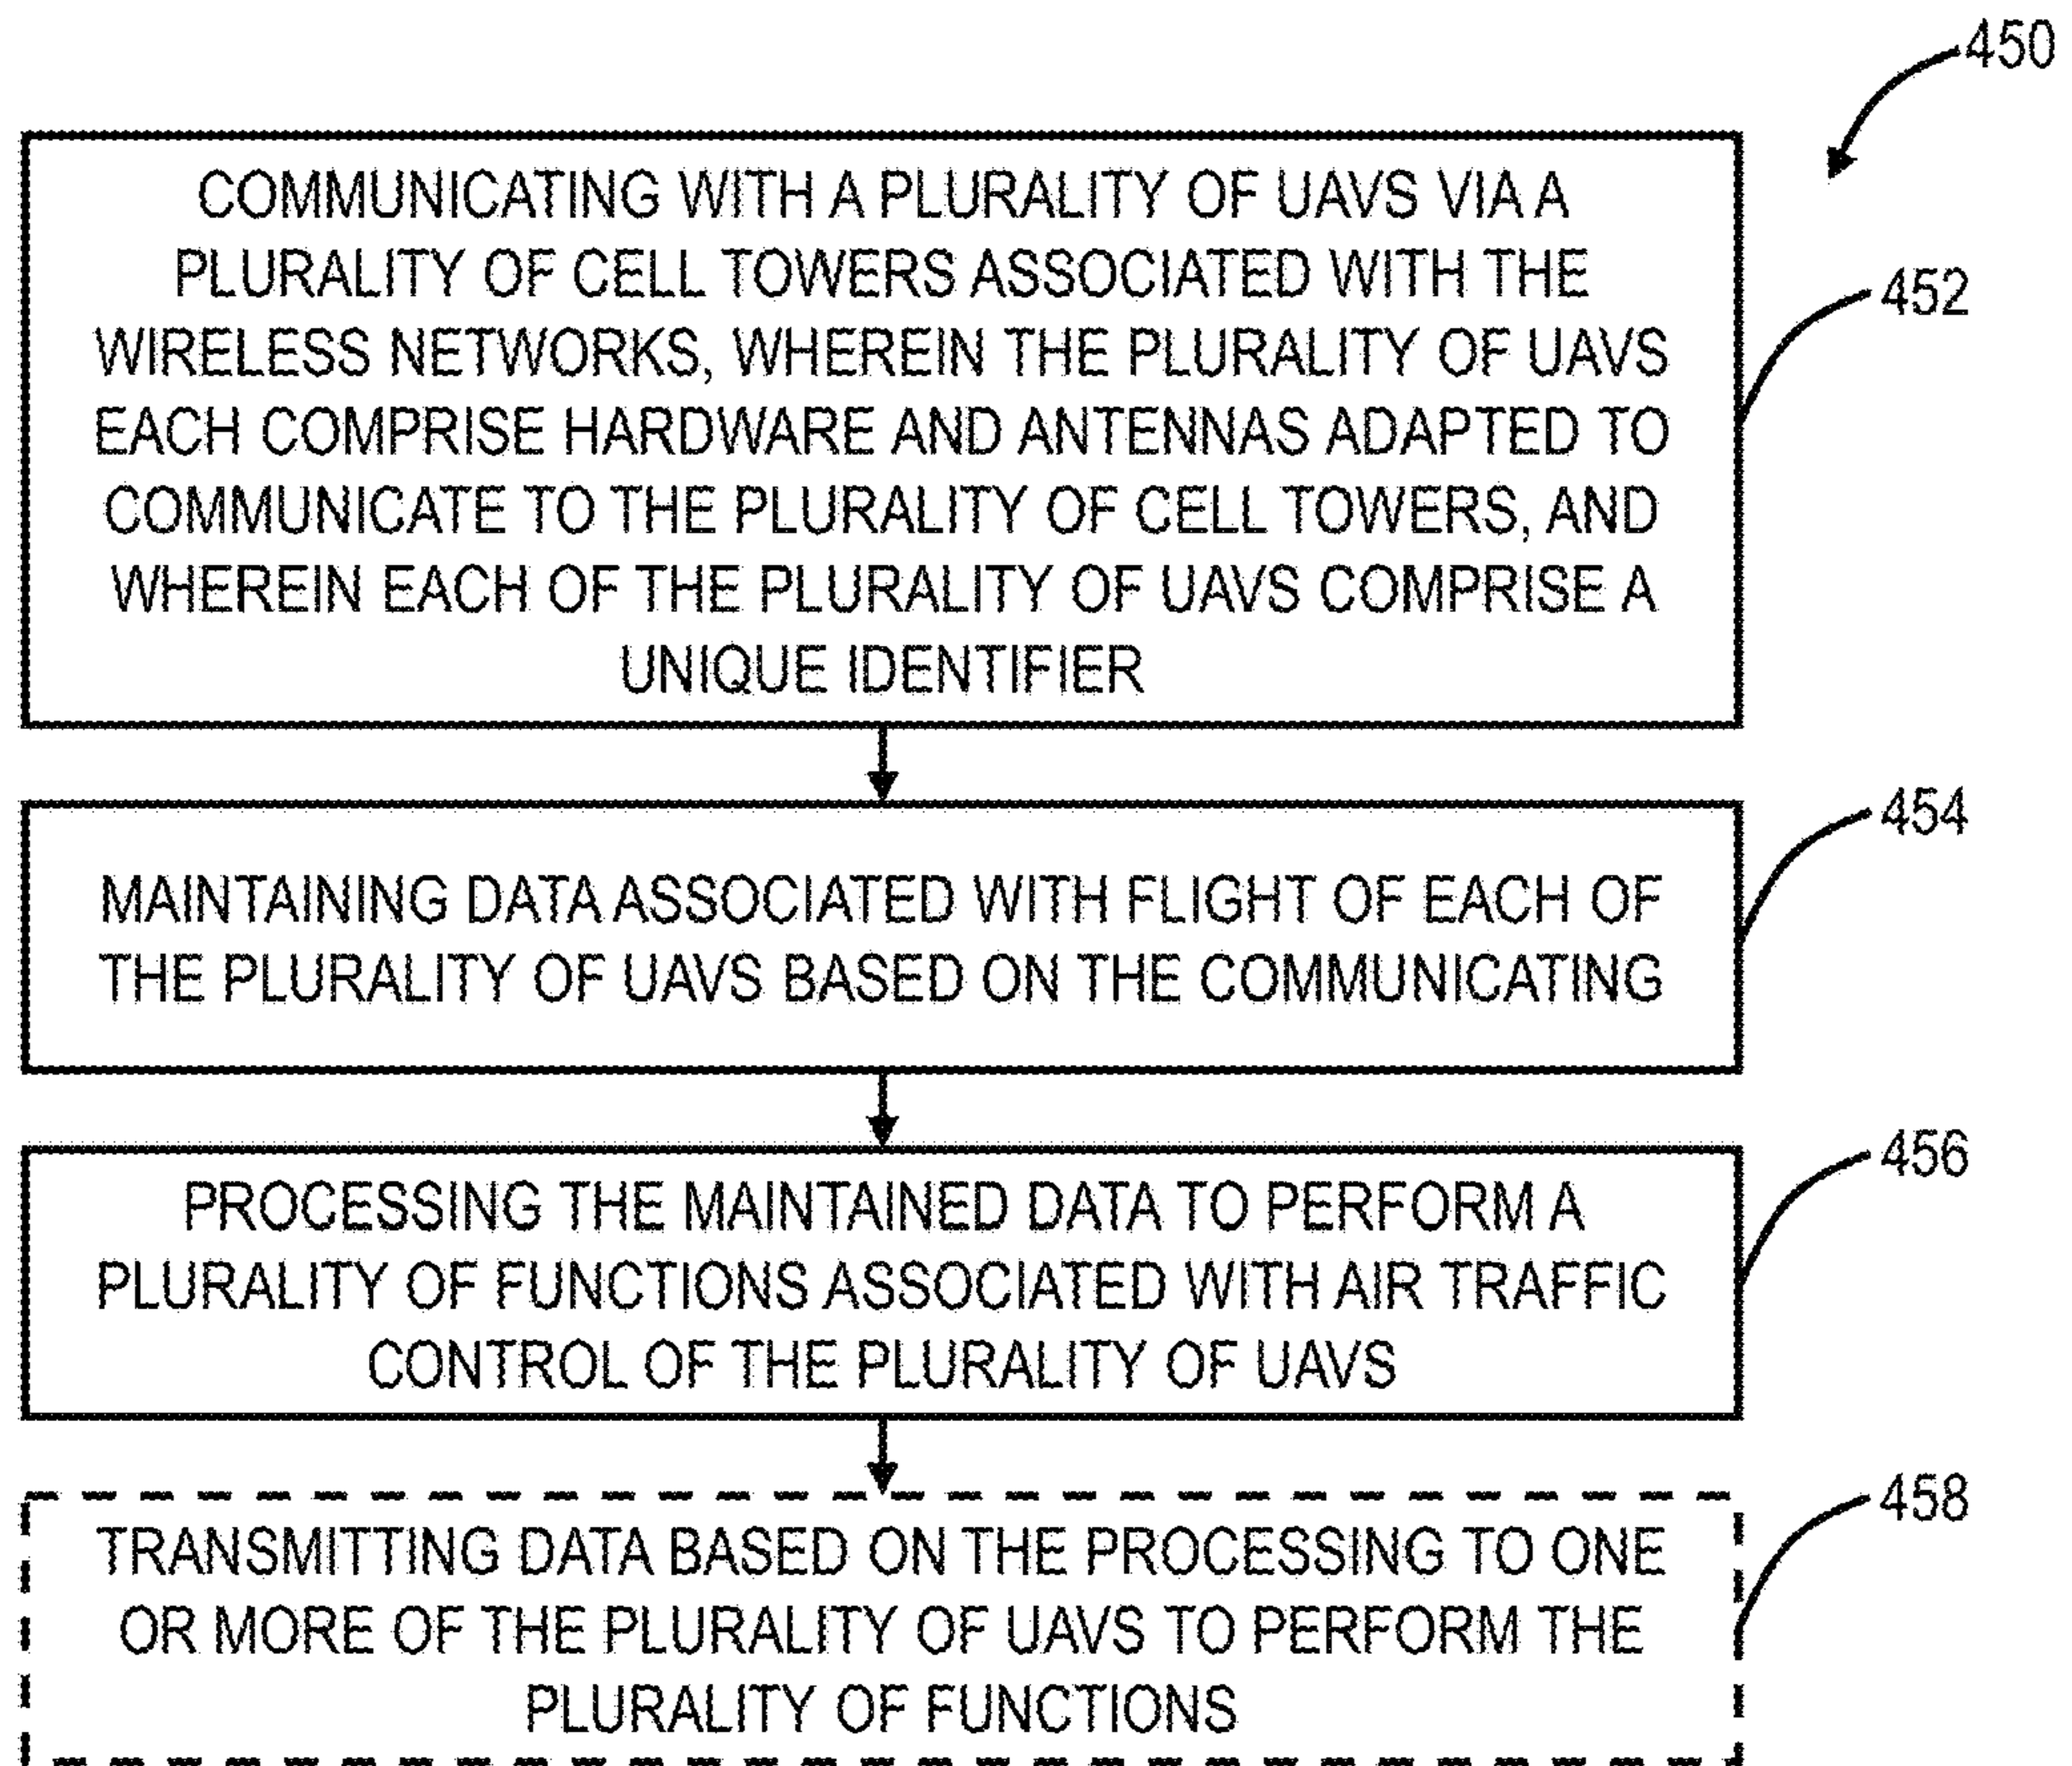 450
COMMUNICATING WITH A PLURALITY OF UAVS VIA A
PLURALITY OF CELL TOWERS ASSOCIATED WITH THE
WIRELESS NETWORKS, WHEREIN THE PLURALITY OF UAVS
EACH COMPRISE HARDWARE AND ANTENNAS ADAPTED TO
COMMUNICATE TO THE PLURALITY OF CELL TOWERS, AND
WHEREIN EACH OF THE PLURALITY OF UAVS COMPRISE A
UNIQUE IDENTIFIER
452
MAINTAINING DATA ASSOCIATED WITH FLIGHT OF EACH OF
THE PLURALITY OF UAVS BASED ON THE COMMUNICATING
454
PROCESSING THE MAINTAINED DATA TO PERFORM A
PLURALITY OF FUNCTIONS ASSOCIATED WITH AIR TRAFFIC
CONTROL OF THE PLURALITY OF UAVS
456
TRANSMITTING DATA BASED ON THE PROCESSING TO ONE
OR MORE OF THE PLURALITY OF UAVS TO PERFORM THE
PLURALITY OF FUNCTIONS
458